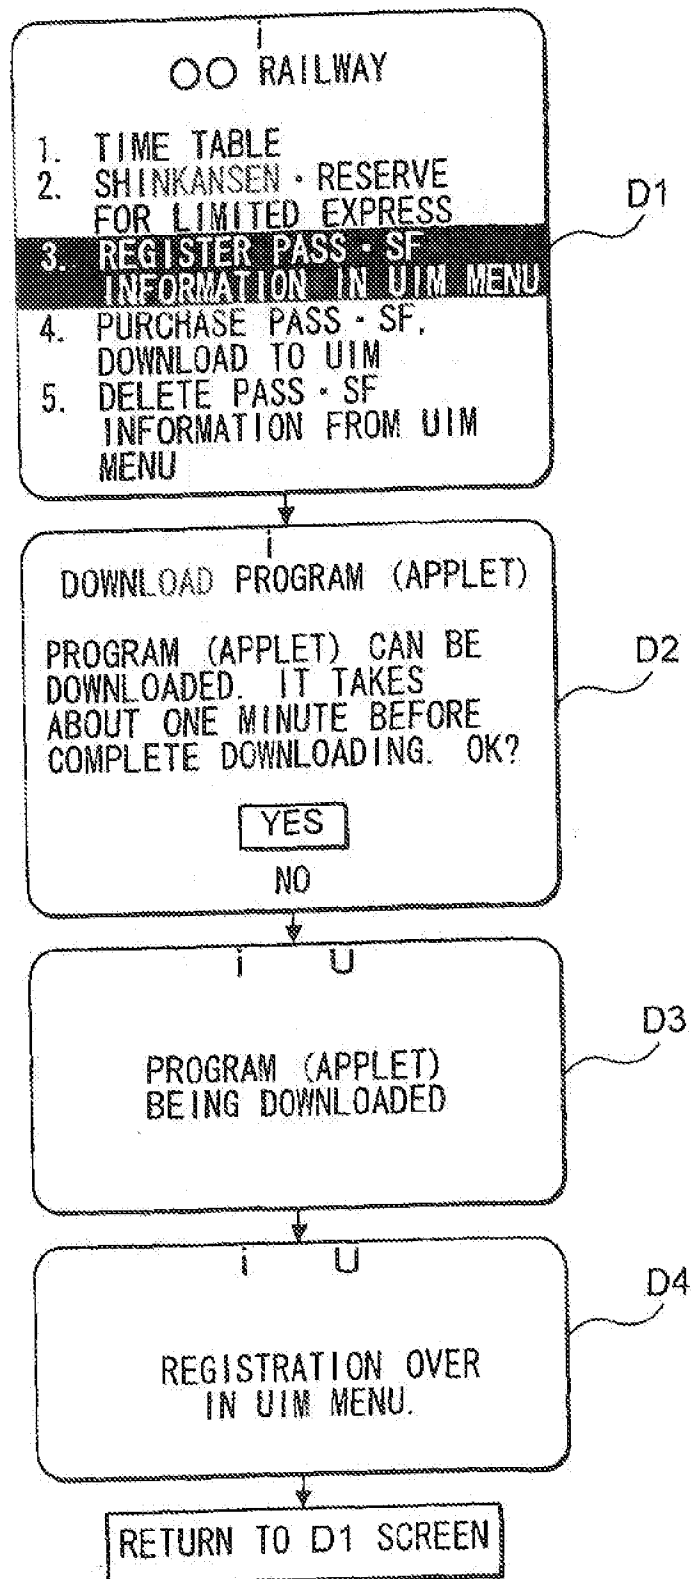 i
○○ RAILWAY
1. TIME TABLE
2. SHINKANSEN・RESERVE
FOR LIMITED EXPRESS
3. REGISTER PASS・SF
INFORMATION IN UIM MENU
4. PURCHASE PASS・SF,
DOWNLOAD TO UIM
5. DELETE PASS・SF
INFORMATION FROM UIM
MENU
D1
i
DOWNLOAD PROGRAM (APPLET)
PROGRAM (APPLET) CAN BE
DOWNLOADED. IT TAKES
ABOUT ONE MINUTE BEFORE
COMPLETE DOWNLOADING. OK?
YES
NO
D2
i U
PROGRAM (APPLET)
BEING DOWNLOADED
D3
i U
REGISTRATION OVER
IN UIM MENU.
D4
RETURN TO D1 SCREEN